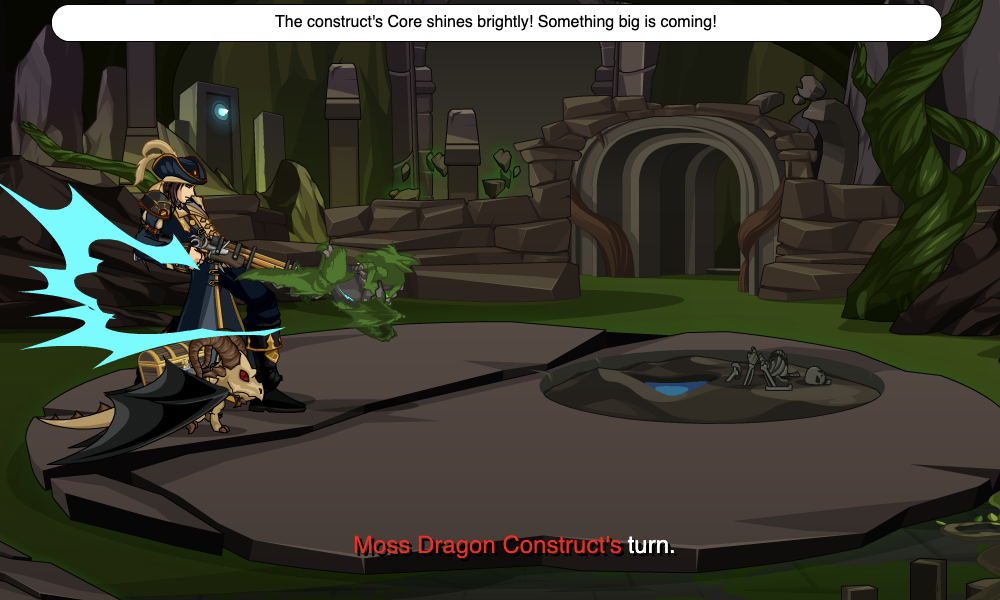 The construct's Core shines brightly! Something big is coming!
Moss Dragon Construct's turn.